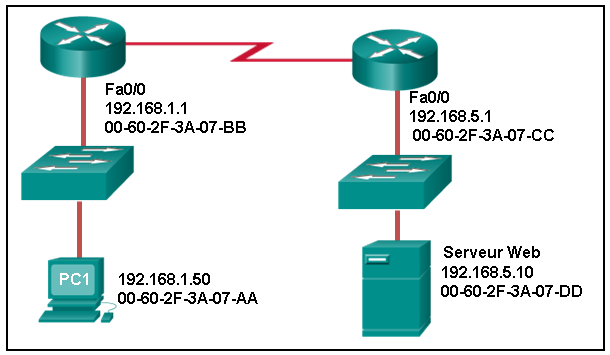 Fa0/0
192.168.1.1
00-60-2F-3A-07-BB
Fa0/0
192.168.5.1
00-60-2F-3A-07-CC
PC1
192.168.1.50
00-60-2F-3A-07-AA
Serveur Web
192.168.5.10
00-60-2F-3A-07-DD